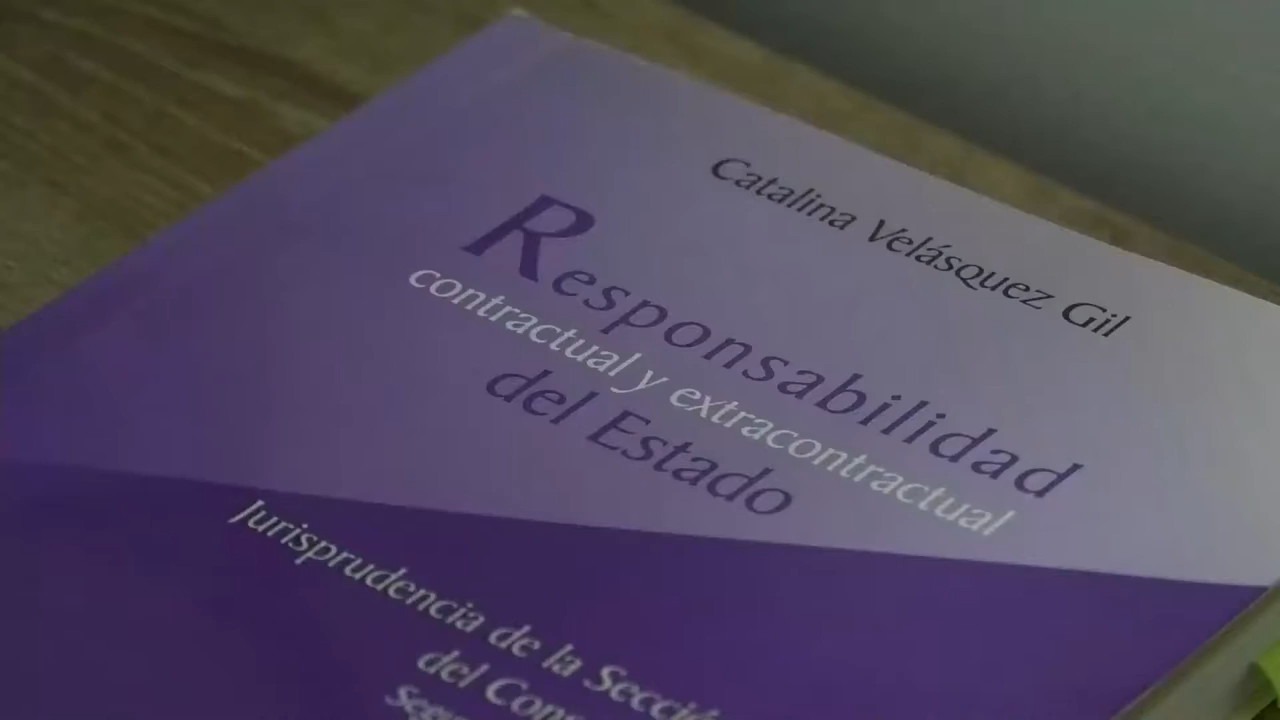 Catalina Velásquez Gil
Responsabilidad
contractual y extracontractual
del Estado
Jurisprudencia de la
del